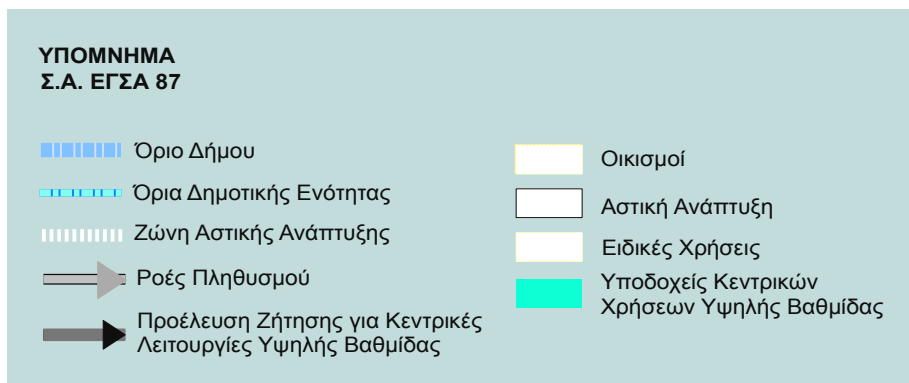 ΥΠΟΜΝΗΜΑ
Σ.Α. ΕΓΣΑ 87
Όριο Δήμου
Όρια Δημοτικής Ενότητας
Ζώνη Αστικής Ανάπτυξης
Ροές Πληθυσμού
Προέλευση Ζήτησης για Κεντρικές
Λειτουργίες Υψηλής Βαθμίδας
Οικισμοί
Αστική Ανάπτυξη
Ειδικές Χρήσεις
Υποδοχείς Κεντρικών
Χρήσεων Υψηλής Βαθμίδας